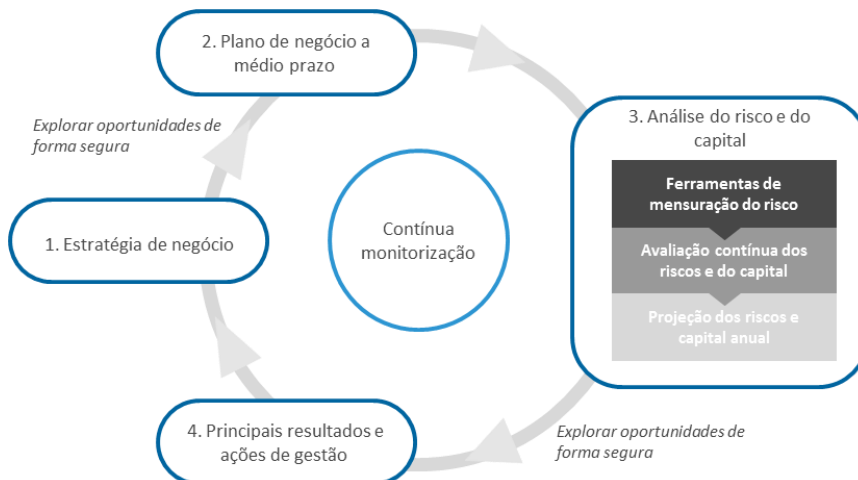 2. Plano de negócio a
médio prazo
Explorar oportunidades de
forma segura
1. Estratégia de negócio
Contínua
monitorização
3. Análise do risco e do
capital
Ferramentas de
mensuração do risco
Avaliação contínua dos
riscos e do capital
Projeção dos riscos e
capital anual
4. Principais resultados e
ações de gestão
Explorar oportunidades de
forma segura